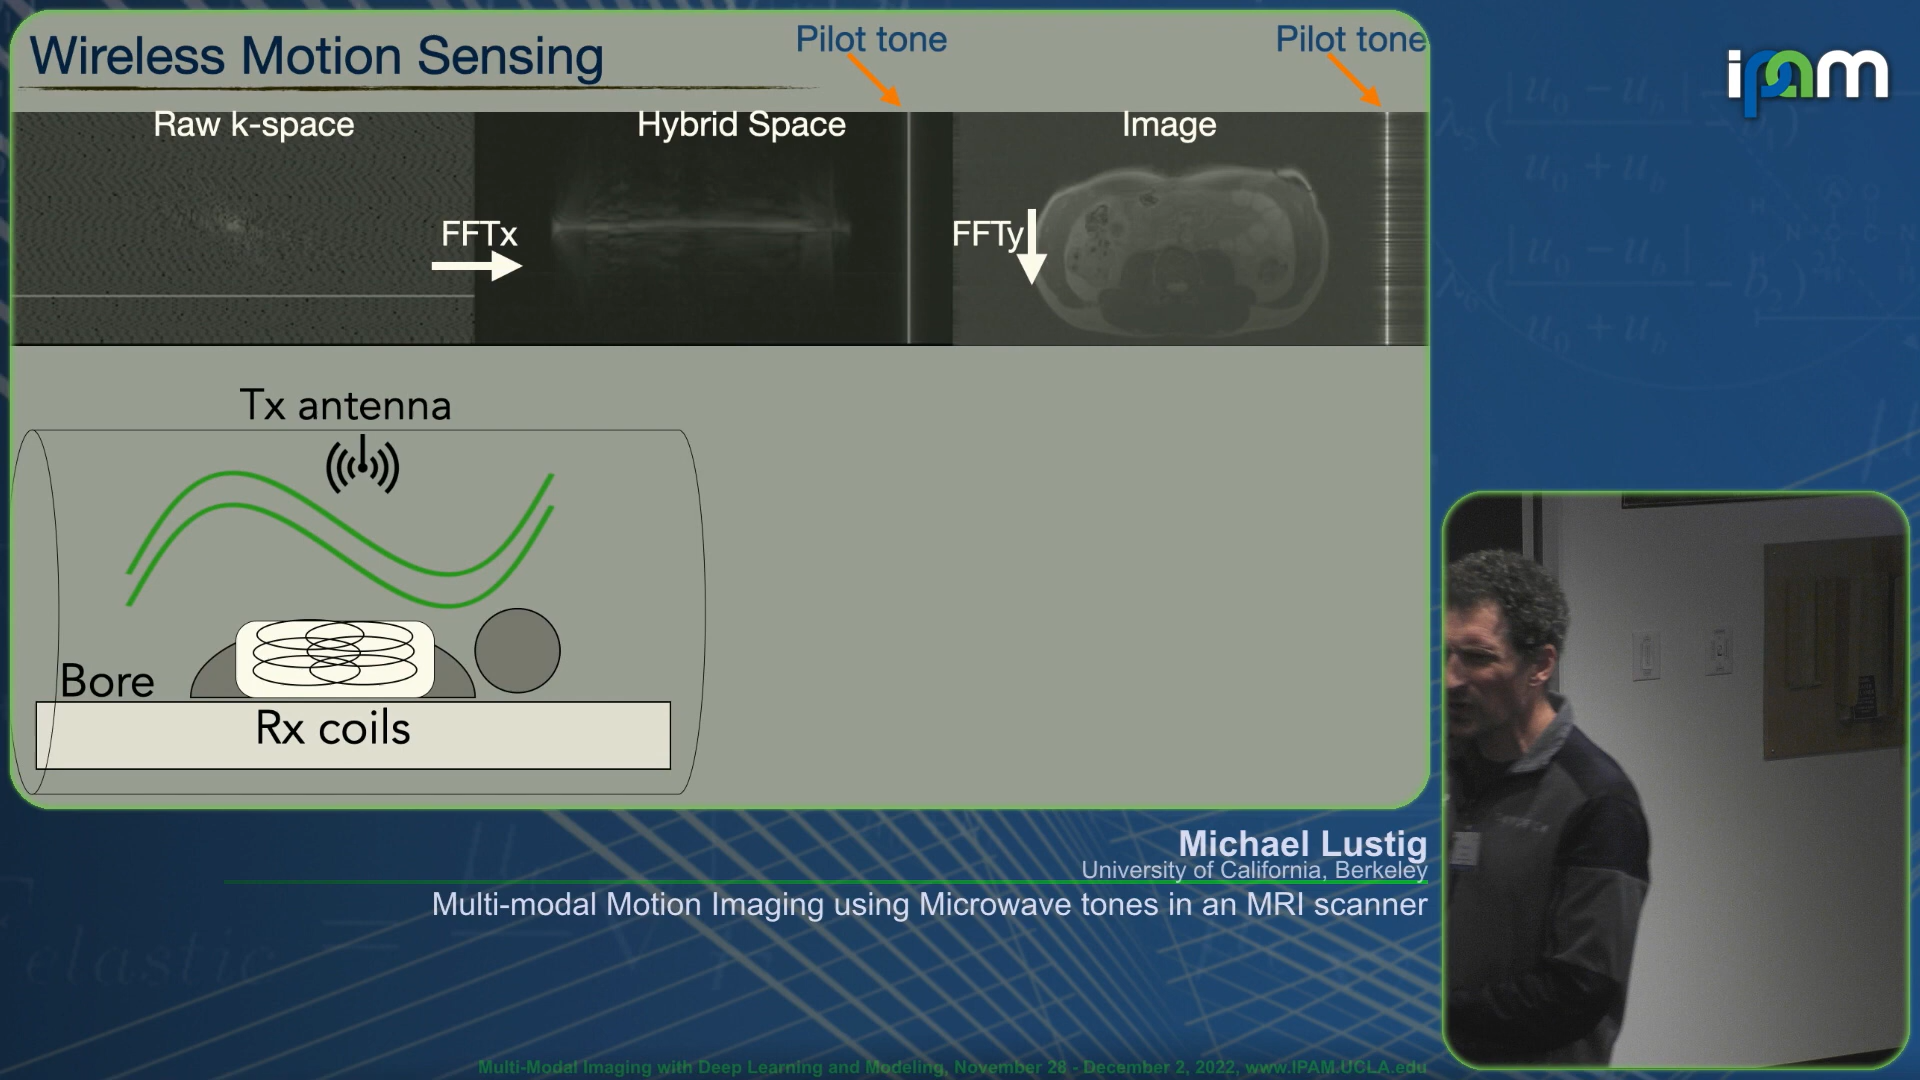 Wireless Motion Sensing
Pilot tone
Pilot tone
Raw k-space
Hybrid Space
Image
FFTx
FFTy
Tx antenna
Bore
Rx coils
ipam
Michael Lustig
University of California, Berkeley
Multi-modal Motion Imaging using Microwave tones in an MRI scanner
elastic
Multi-Modal Imaging with Deep Learning and Modeling, November 28 - December 2, 2022, www.IPAM.UCLA.edu